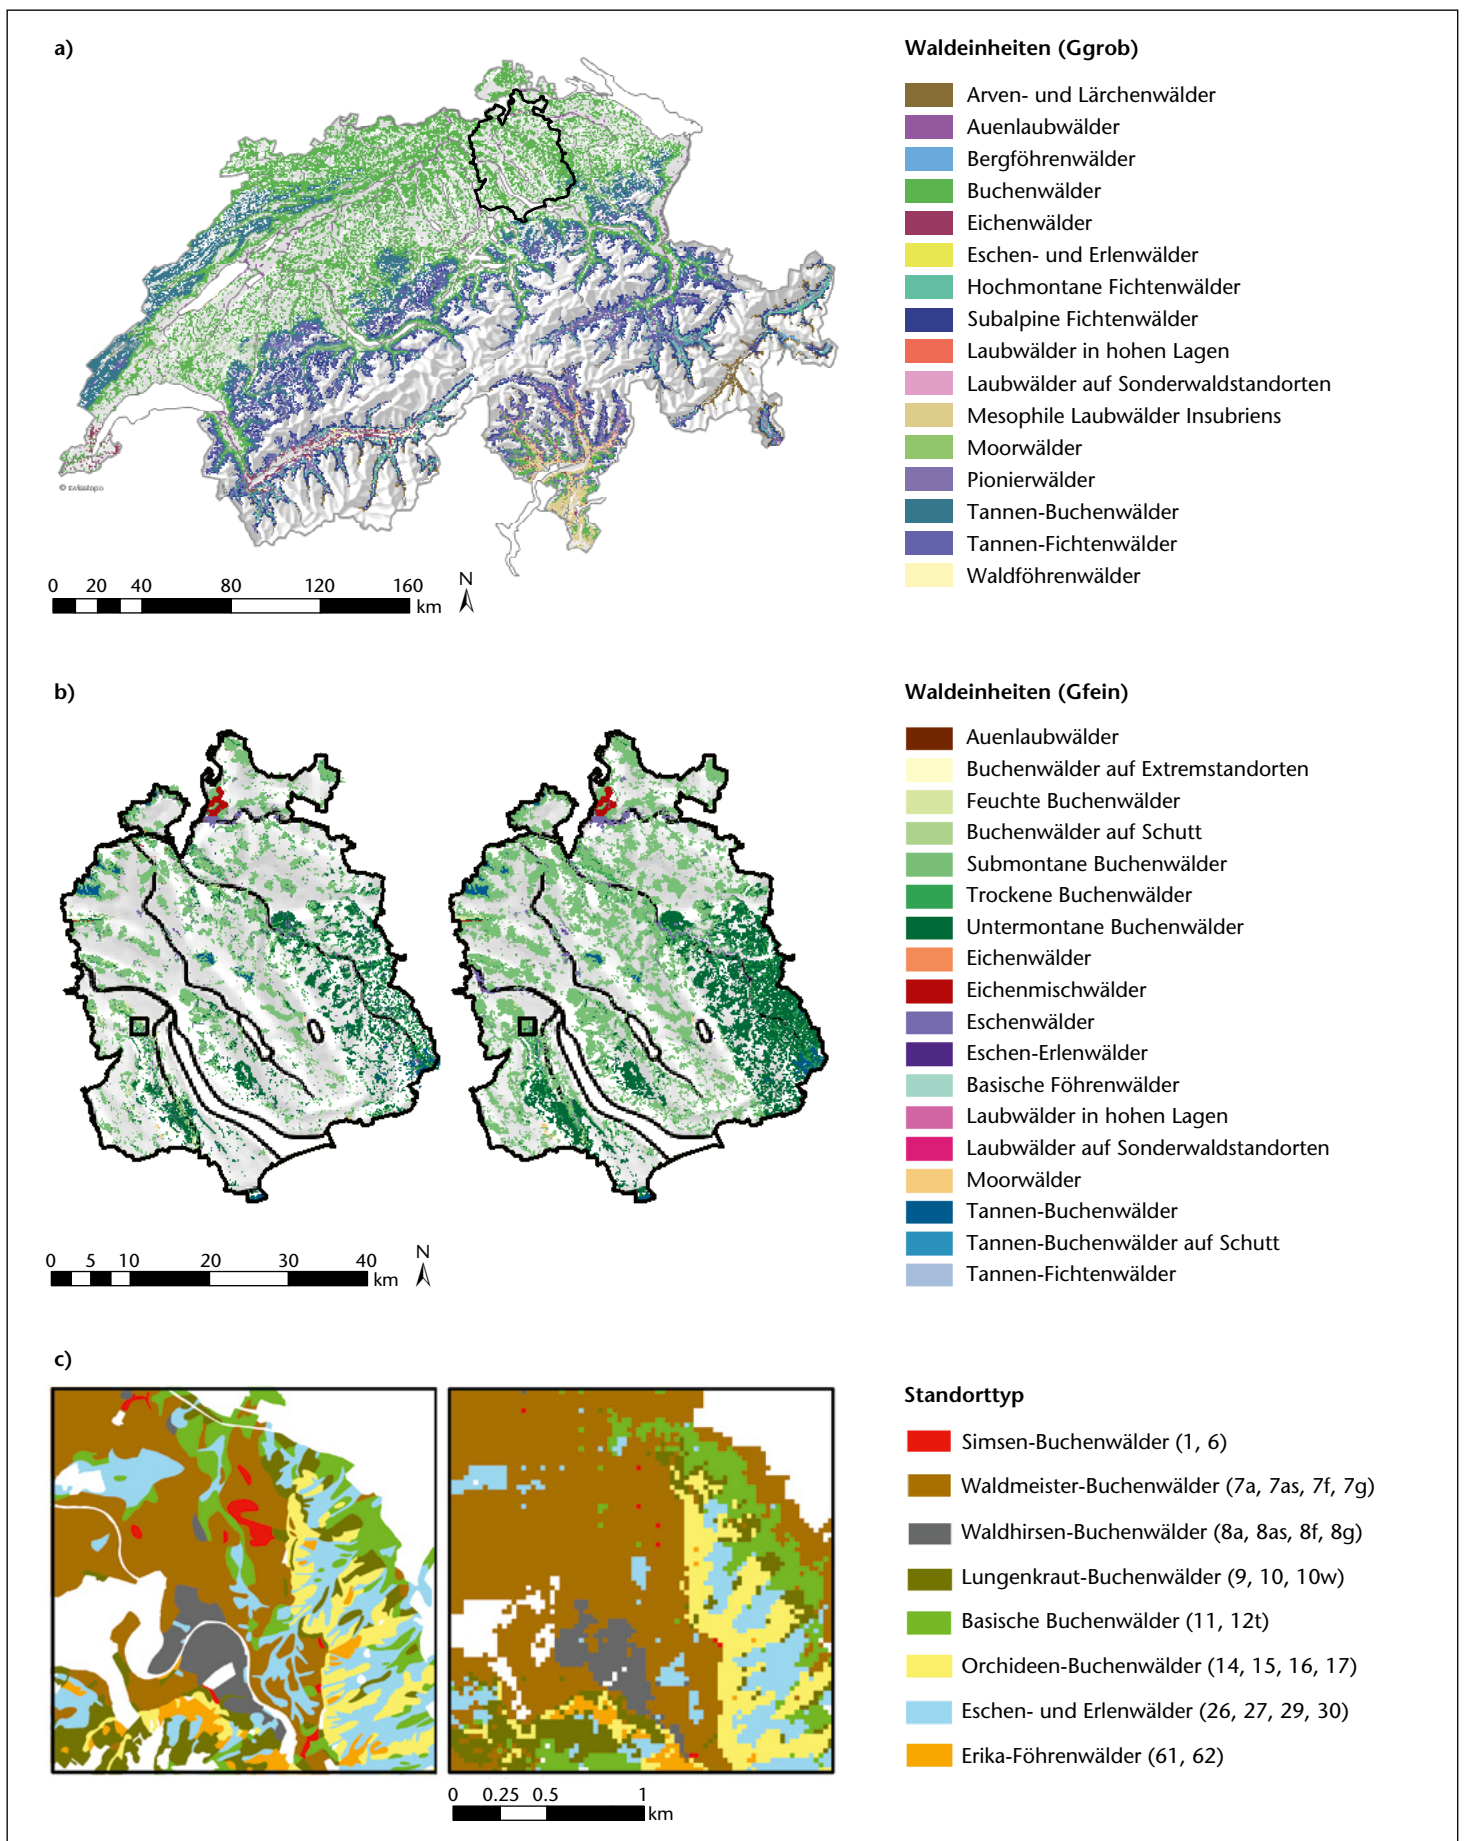 a)
Waldeinheiten (Ggrob)
Arven- und Lärchenwälder
Auenlaubwälder
Bergföhrenwälder
Buchenwälder
Eichenwälder
Eschen- und Erlenwälder
Hochmontane Fichtenwälder
Subalpine Fichtenwälder
Laubwälder in hohen Lagen
Laubwälder auf Sonderwaldstandorten
Mesophile Laubwälder Insubriens
Moorwälder
Pionierwälder
Tannen-Buchenwälder
Tannen-Fichtenwälder
Waldföhrenwälder
© swisstopo
0 20 40 80 120 160 km
N
b)
Waldeinheiten (Gfein)
Auenlaubwälder
Buchenwälder auf Extremstandorten
Feuchte Buchenwälder
Buchenwälder auf Schutt
Submontane Buchenwälder
Trockene Buchenwälder
Untermontane Buchenwälder
Eichenwälder
Eichenmischwälder
Eschenwälder
Eschen-Erlenwälder
Basische Föhrenwälder
Laubwälder in hohen Lagen
Laubwälder auf Sonderwaldstandorten
Moorwälder
Tannen-Buchenwälder
Tannen-Buchenwälder auf Schutt
Tannen-Fichtenwälder
0 5 10 20 30 40 km
N
c)
Standorttyp
Simsen-Buchenwälder (1, 6)
Waldmeister-Buchenwälder (7a, 7as, 7f, 7g)
Waldhirsen-Buchenwälder (8a, 8as, 8f, 8g)
Lungenkraut-Buchenwälder (9, 10, 10w)
Basische Buchenwälder (11, 12t)
Orchideen-Buchenwälder (14, 15, 16, 17)
Eschen- und Erlenwälder (26, 27, 29, 30)
Erika-Föhrenwälder (61, 62)
0 0.25 0.5 1 km